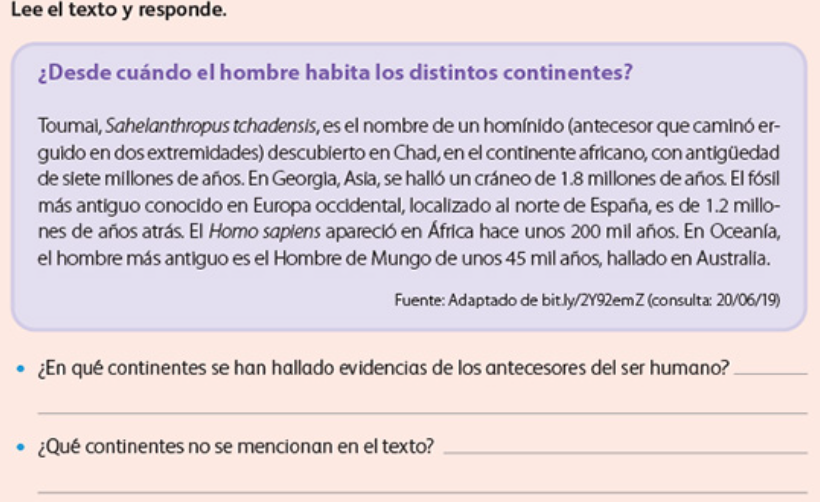 Lee el texto y responde.
¿Desde cuándo el hombre habita los distintos continentes?
Toumai, Sahelanthropus tchadensis, es el nombre de un homínido (antecesor que caminó er-
guido en dos extremidades) descubierto en Chad, en el continente africano, con antigüedad
de siete millones de años. En Georgia, Asia, se halló un cráneo de 1.8 millones de años. El fósil
más antiguo conocido en Europa occidental, localizado al norte de España, es de 1.2 millo-
nes de años atrás. El Homo sapiens apareció en África hace unos 200 mil años. En Oceanía,
el hombre más antiguo es el Hombre de Mungo de unos 45 mil años, hallado en Australia.
Fuente: Adaptado de bit.ly/2Y92emZ (consulta: 20/06/19)
• ¿En qué continentes se han hallado evidencias de los antecesores del ser humano?
• ¿Qué continentes no se mencionan en el texto?